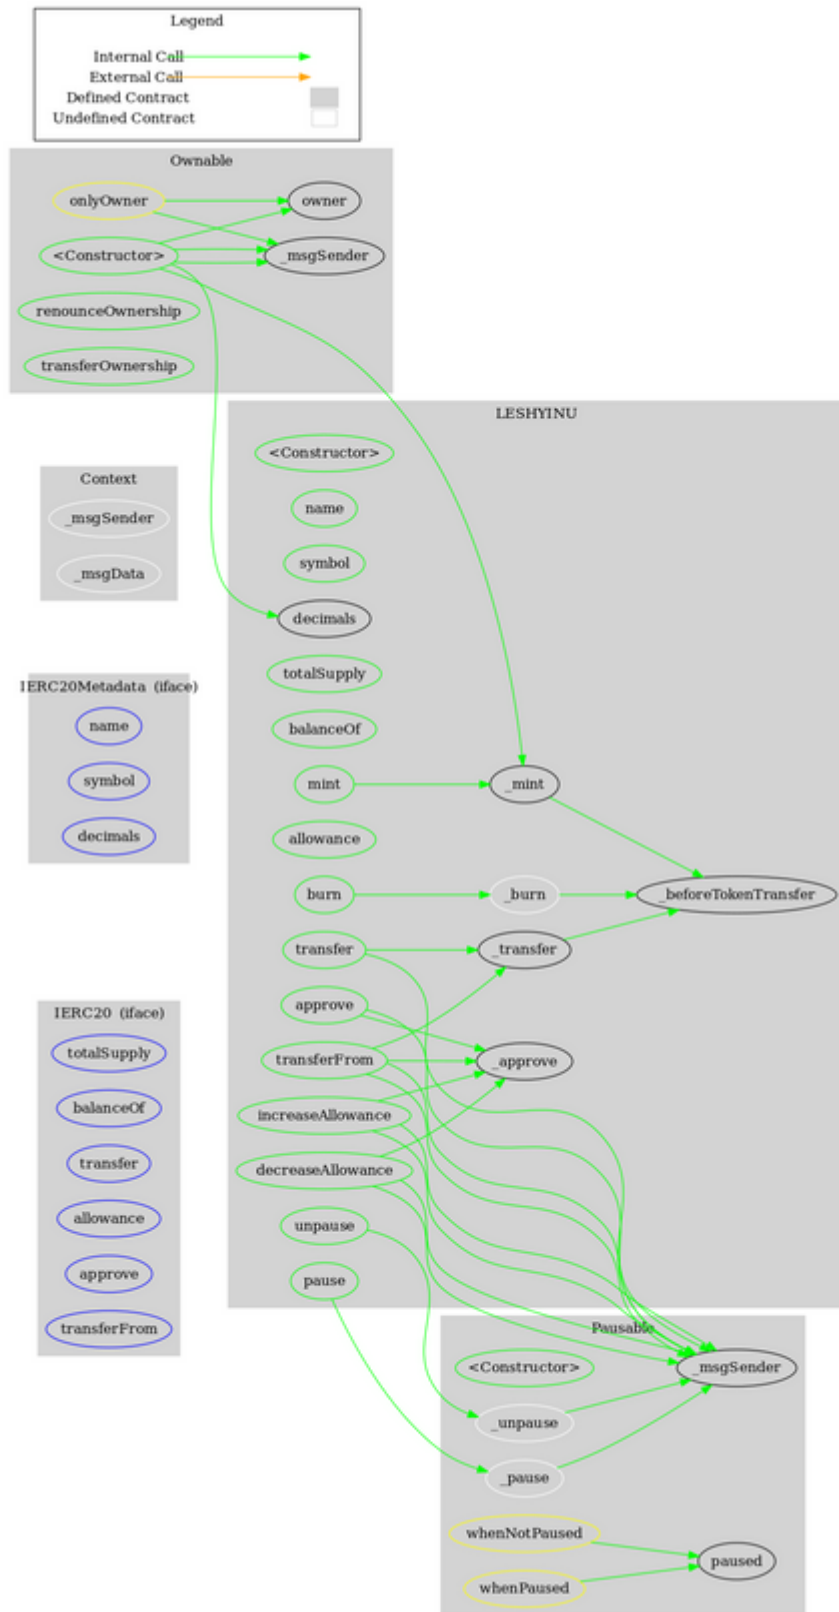 Legend
Internal Call
External Call
Defined Contract
Undefined Contract
Ownable
onlyOwner
owner
<Constructor>
_msgSender
renounceOwnership
transferOwnership
LESHYINU
<Constructor>
name
symbol
decimals
totalSupply
balanceOf
mint
_mint
allowance
burn
_burn
_beforeTokenTransfer
transfer
_transfer
approve
transferFrom
_approve
increaseAllowance
decreaseAllowance
unpause
pause
Context
_msgSender
_msgData
IERC20Metadata (iface)
name
symbol
decimals
IERC20 (iface)
totalSupply
balanceOf
transfer
allowance
approve
transferFrom
Pausable
<Constructor>
_msgSender
_unpause
_pause
whenNotPaused
paused
whenPaused